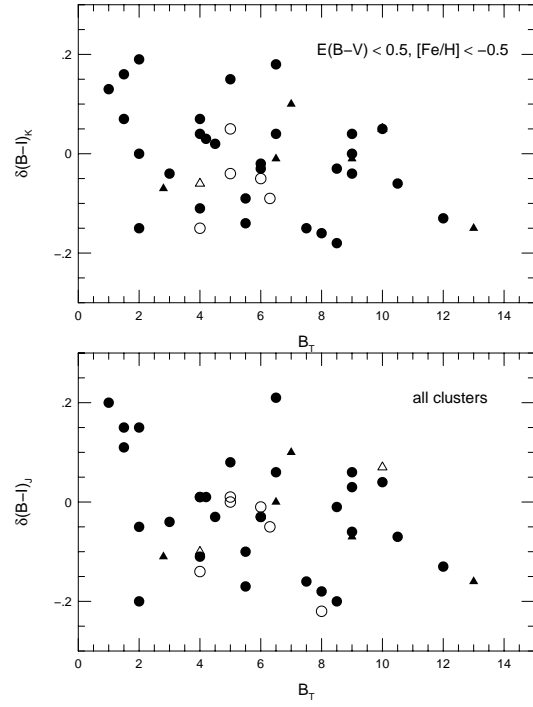 E(B−V) < 0.5, [Fe/H] < −0.5
δ(B−I)K
.2
0
−.2
0 2 4 6 8 10 12 14
BT
all clusters
δ(B−I)J
.2
0
−.2
0 2 4 6 8 10 12 14
BT